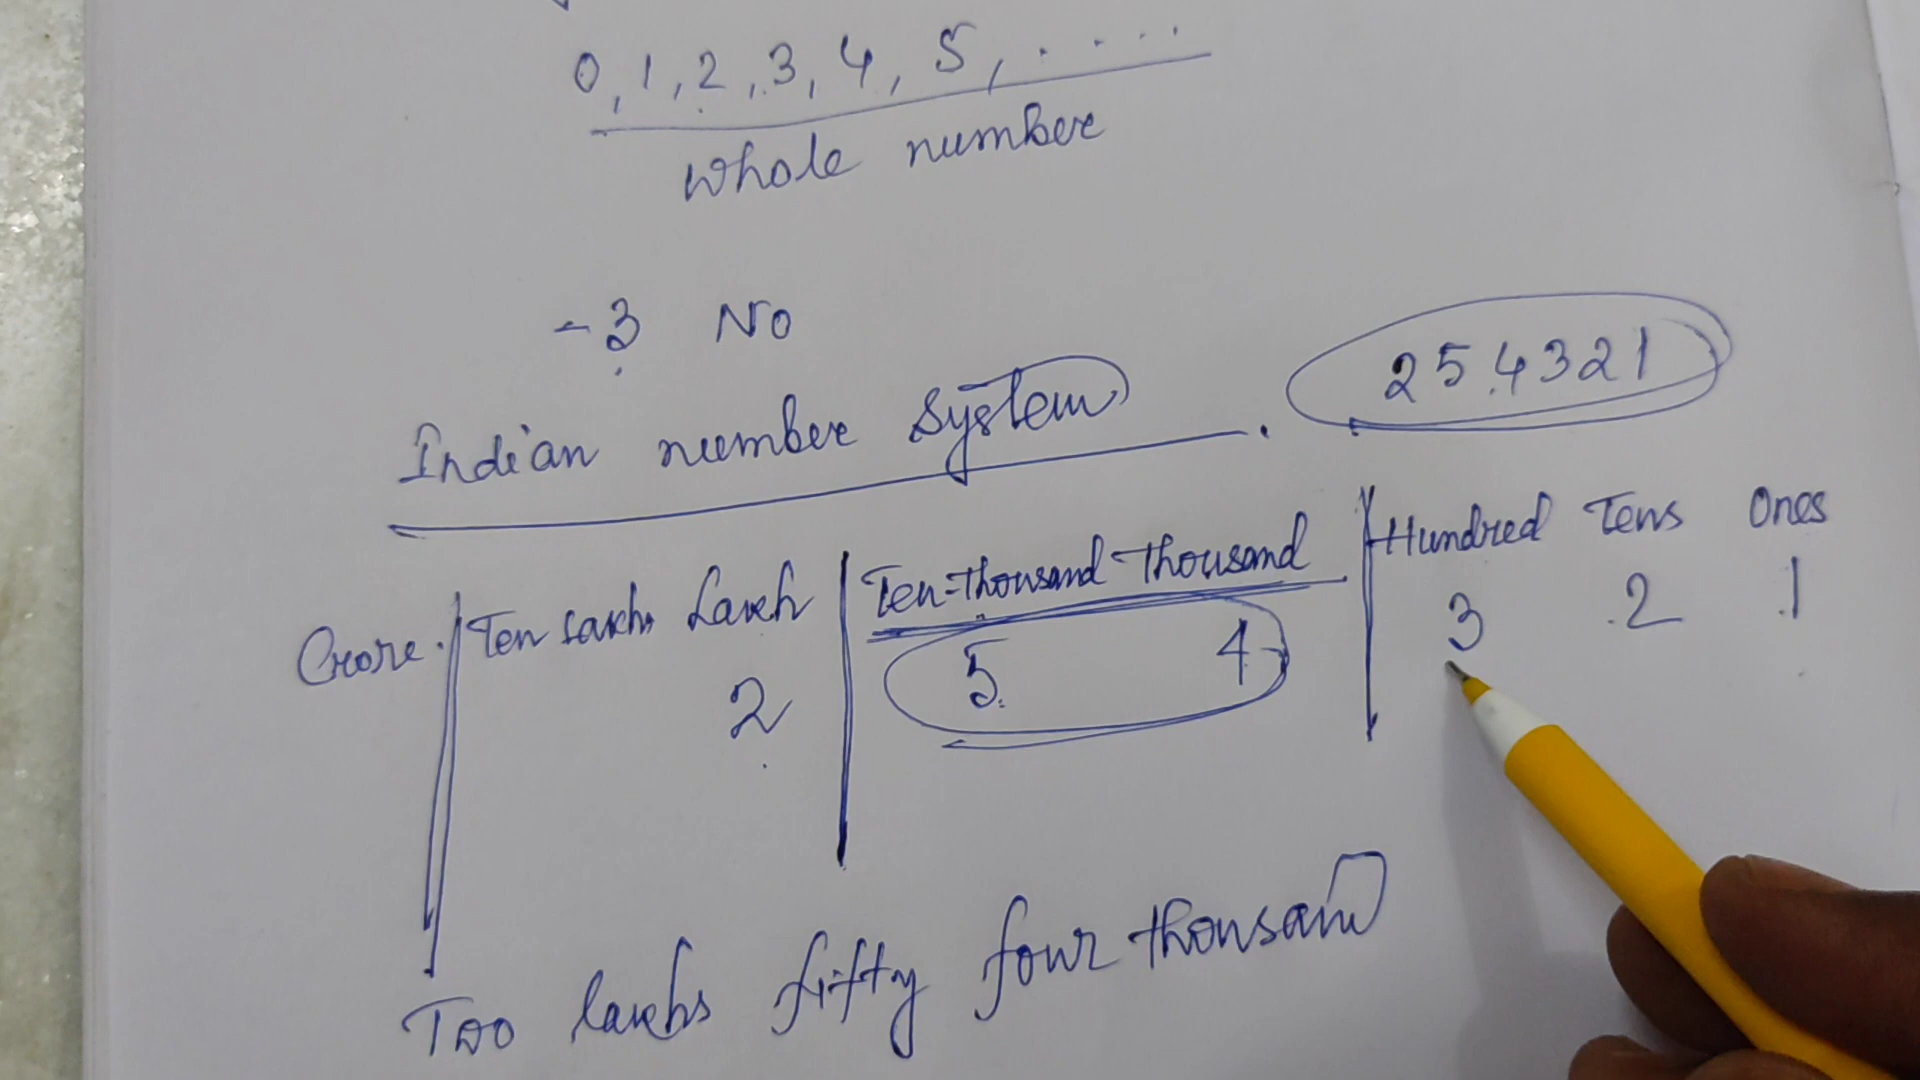 0, 1, 2, 3, 4, 5, .....
whole number
-3 No
Indian number system .
254321
Crore. Ten Lakhs Lakh Ten-thousand Thousand Hundred Tens Ones
2 5 4 3 2 1
Two lakhs fifty four thousand